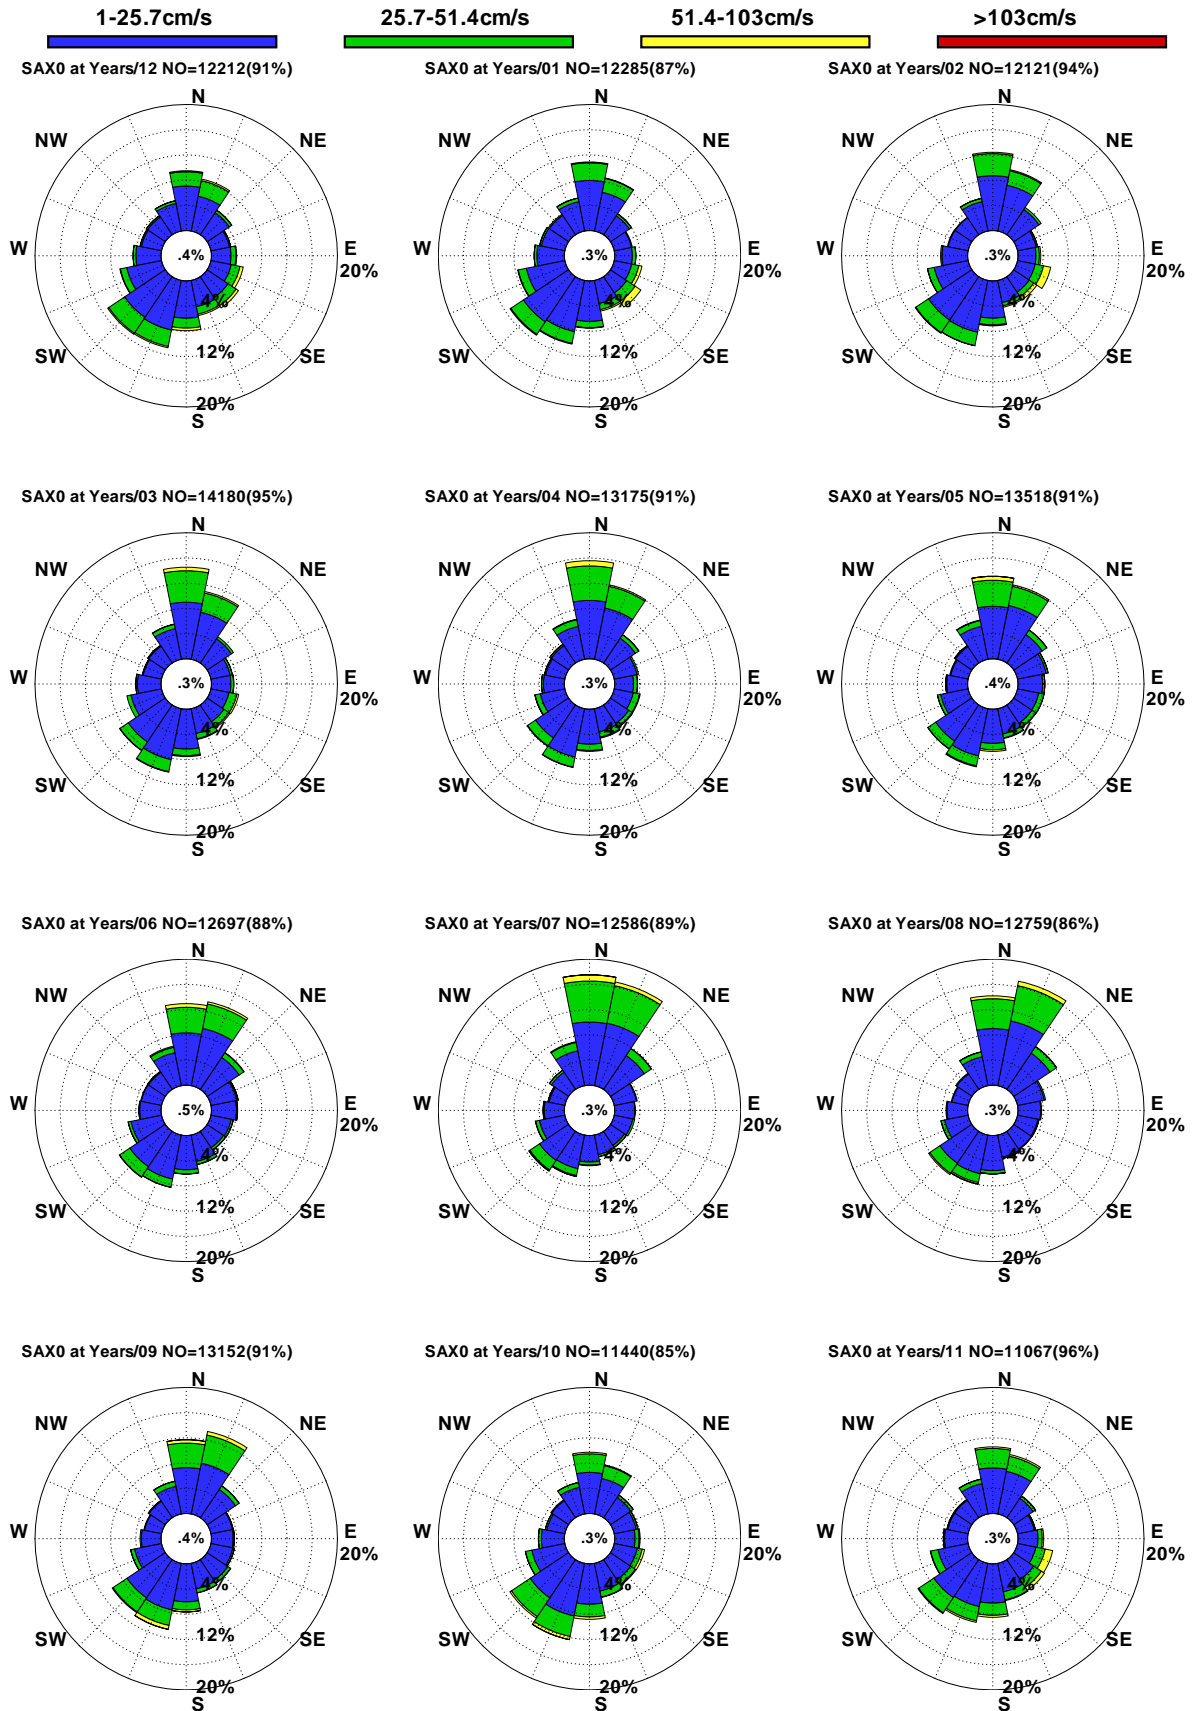 1-25.7cm/s 25.7-51.4cm/s 51.4-103cm/s >103cm/s
SAX0 at Years/12 NO=12212(91%) SAX0 at Years/01 NO=12285(87%) SAX0 at Years/02 NO=12121(94%)
N N N
NW NE NW NE NW NE
W .4% E W .3% E W .3% E
20% 20% 20%
4% 4% 4%
SW 12% SE SW 12% SE SW 12% SE
20% 20% 20%
S S S
SAX0 at Years/03 NO=14180(95%) SAX0 at Years/04 NO=13175(91%) SAX0 at Years/05 NO=13518(91%)
N N N
NW NE NW NE NW NE
W .3% E W .3% E W .4% E
20% 20% 20%
4% 4% 4%
SW 12% SE SW 12% SE SW 12% SE
20% 20% 20%
S S S
SAX0 at Years/06 NO=12697(88%) SAX0 at Years/07 NO=12586(89%) SAX0 at Years/08 NO=12759(86%)
N N N
NW NE NW NE NW NE
W .5% E W .3% E W .3% E
20% 20% 20%
4% 4% 4%
SW 12% SE SW 12% SE SW 12% SE
20% 20% 20%
S S S
SAX0 at Years/09 NO=13152(91%) SAX0 at Years/10 NO=11440(85%) SAX0 at Years/11 NO=11067(96%)
N N N
NW NE NW NE NW NE
W .4% E W .3% E W .3% E
20% 20% 20%
4% 4% 4%
SW 12% SE SW 12% SE SW 12% SE
20% 20% 20%
S S S